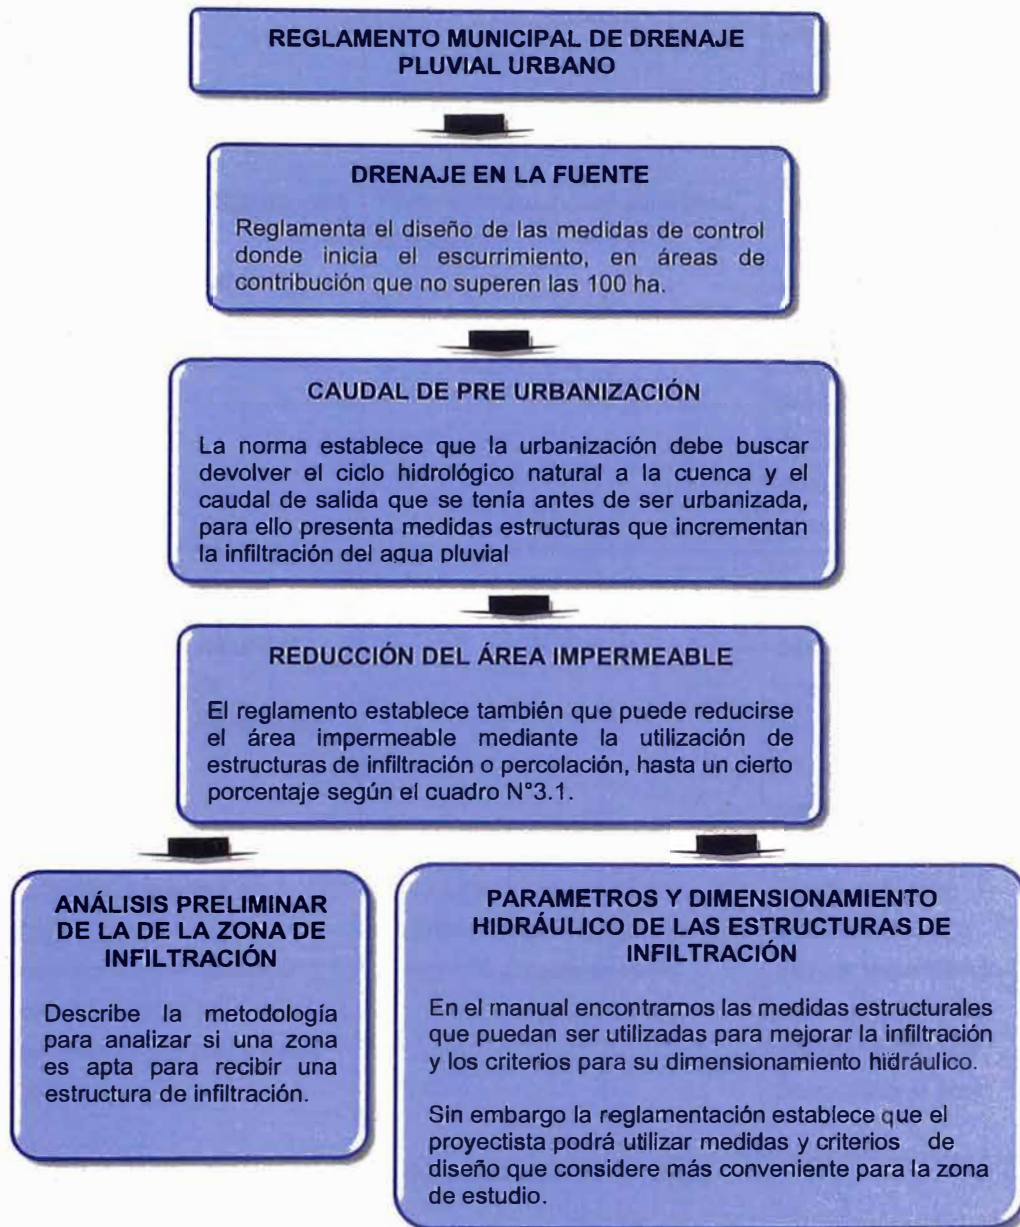 REGLAMENTO MUNICIPAL DE DRENAJE
PLUVIAL URBANO
DRENAJE EN LA FUENTE
Reglamenta el diseño de las medidas de control
donde inicia el escurrimiento, en áreas de
contribución que no superen las 100 ha.
CAUDAL DE PRE URBANIZACIÓN
La norma establece que la urbanización debe buscar
devolver el ciclo hidrológico natural a la cuenca y el
caudal de salida que se tenía antes de ser urbanizada,
para ello presenta medidas estructuras que incrementan
la infiltración del agua pluvial
REDUCCIÓN DEL ÁREA IMPERMEABLE
El reglamento establece también que puede reducirse
el área impermeable mediante la utilización de
estructuras de infiltración o percolación, hasta un cierto
porcentaje según el cuadro N°3.1.
ANÁLISIS PRELIMINAR
DE LA DE LA ZONA DE
INFILTRACIÓN
Describe la metodología
para analizar si una zona
es apta para recibir una
estructura de infiltración.
PARAMETROS Y DIMENSIONAMIENTO
HIDRÁULICO DE LAS ESTRUCTURAS DE
INFILTRACIÓN
En el manual encontramos las medidas estructurales
que puedan ser utilizadas para mejorar la infiltración
y los criterios para su dimensionamiento hidráulico.
Sin embargo la reglamentación establece que el
proyectista podrá utilizar medidas y criterios de
diseño que considere más conveniente para la zona
de estudio.